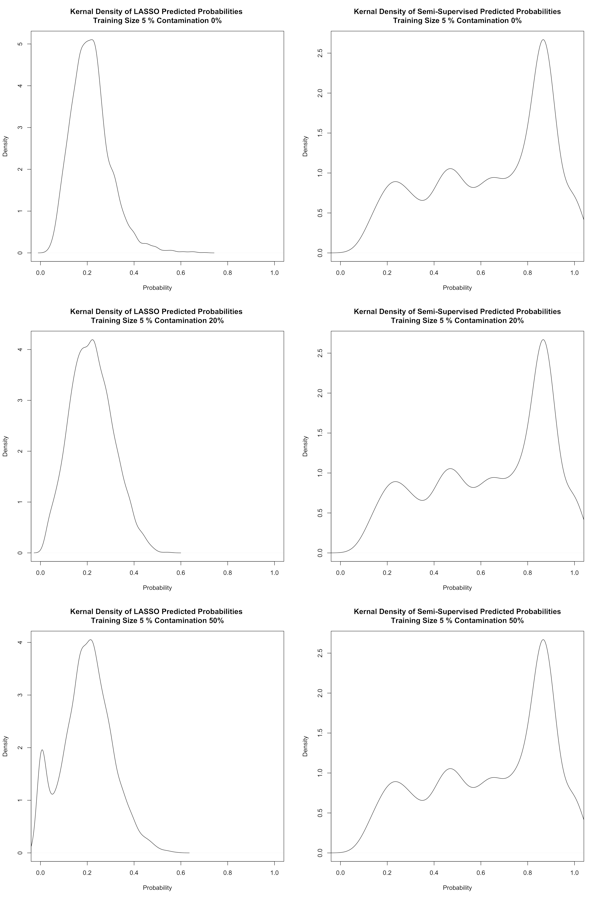 Kernal Density of LASSO Predicted Probabilities
Training Size 5 % Contamination 0%
5
4
3
2
1
0
Density
0.0 0.2 0.4 0.6 0.8 1.0
Probability
Kernal Density of Semi-Supervised Predicted Probabilities
Training Size 5 % Contamination 0%
2.5
2.0
1.5
1.0
0.5
0.0
Density
0.0 0.2 0.4 0.6 0.8 1.0
Probability
Kernal Density of LASSO Predicted Probabilities
Training Size 5 % Contamination 20%
4
3
2
1
0
Density
0.0 0.2 0.4 0.6 0.8 1.0
Probability
Kernal Density of Semi-Supervised Predicted Probabilities
Training Size 5 % Contamination 20%
2.5
2.0
1.5
1.0
0.5
0.0
Density
0.0 0.2 0.4 0.6 0.8 1.0
Probability
Kernal Density of LASSO Predicted Probabilities
Training Size 5 % Contamination 50%
4
3
2
1
0
Density
0.0 0.2 0.4 0.6 0.8 1.0
Probability
Kernal Density of Semi-Supervised Predicted Probabilities
Training Size 5 % Contamination 50%
2.5
2.0
1.5
1.0
0.5
0.0
Density
0.0 0.2 0.4 0.6 0.8 1.0
Probability